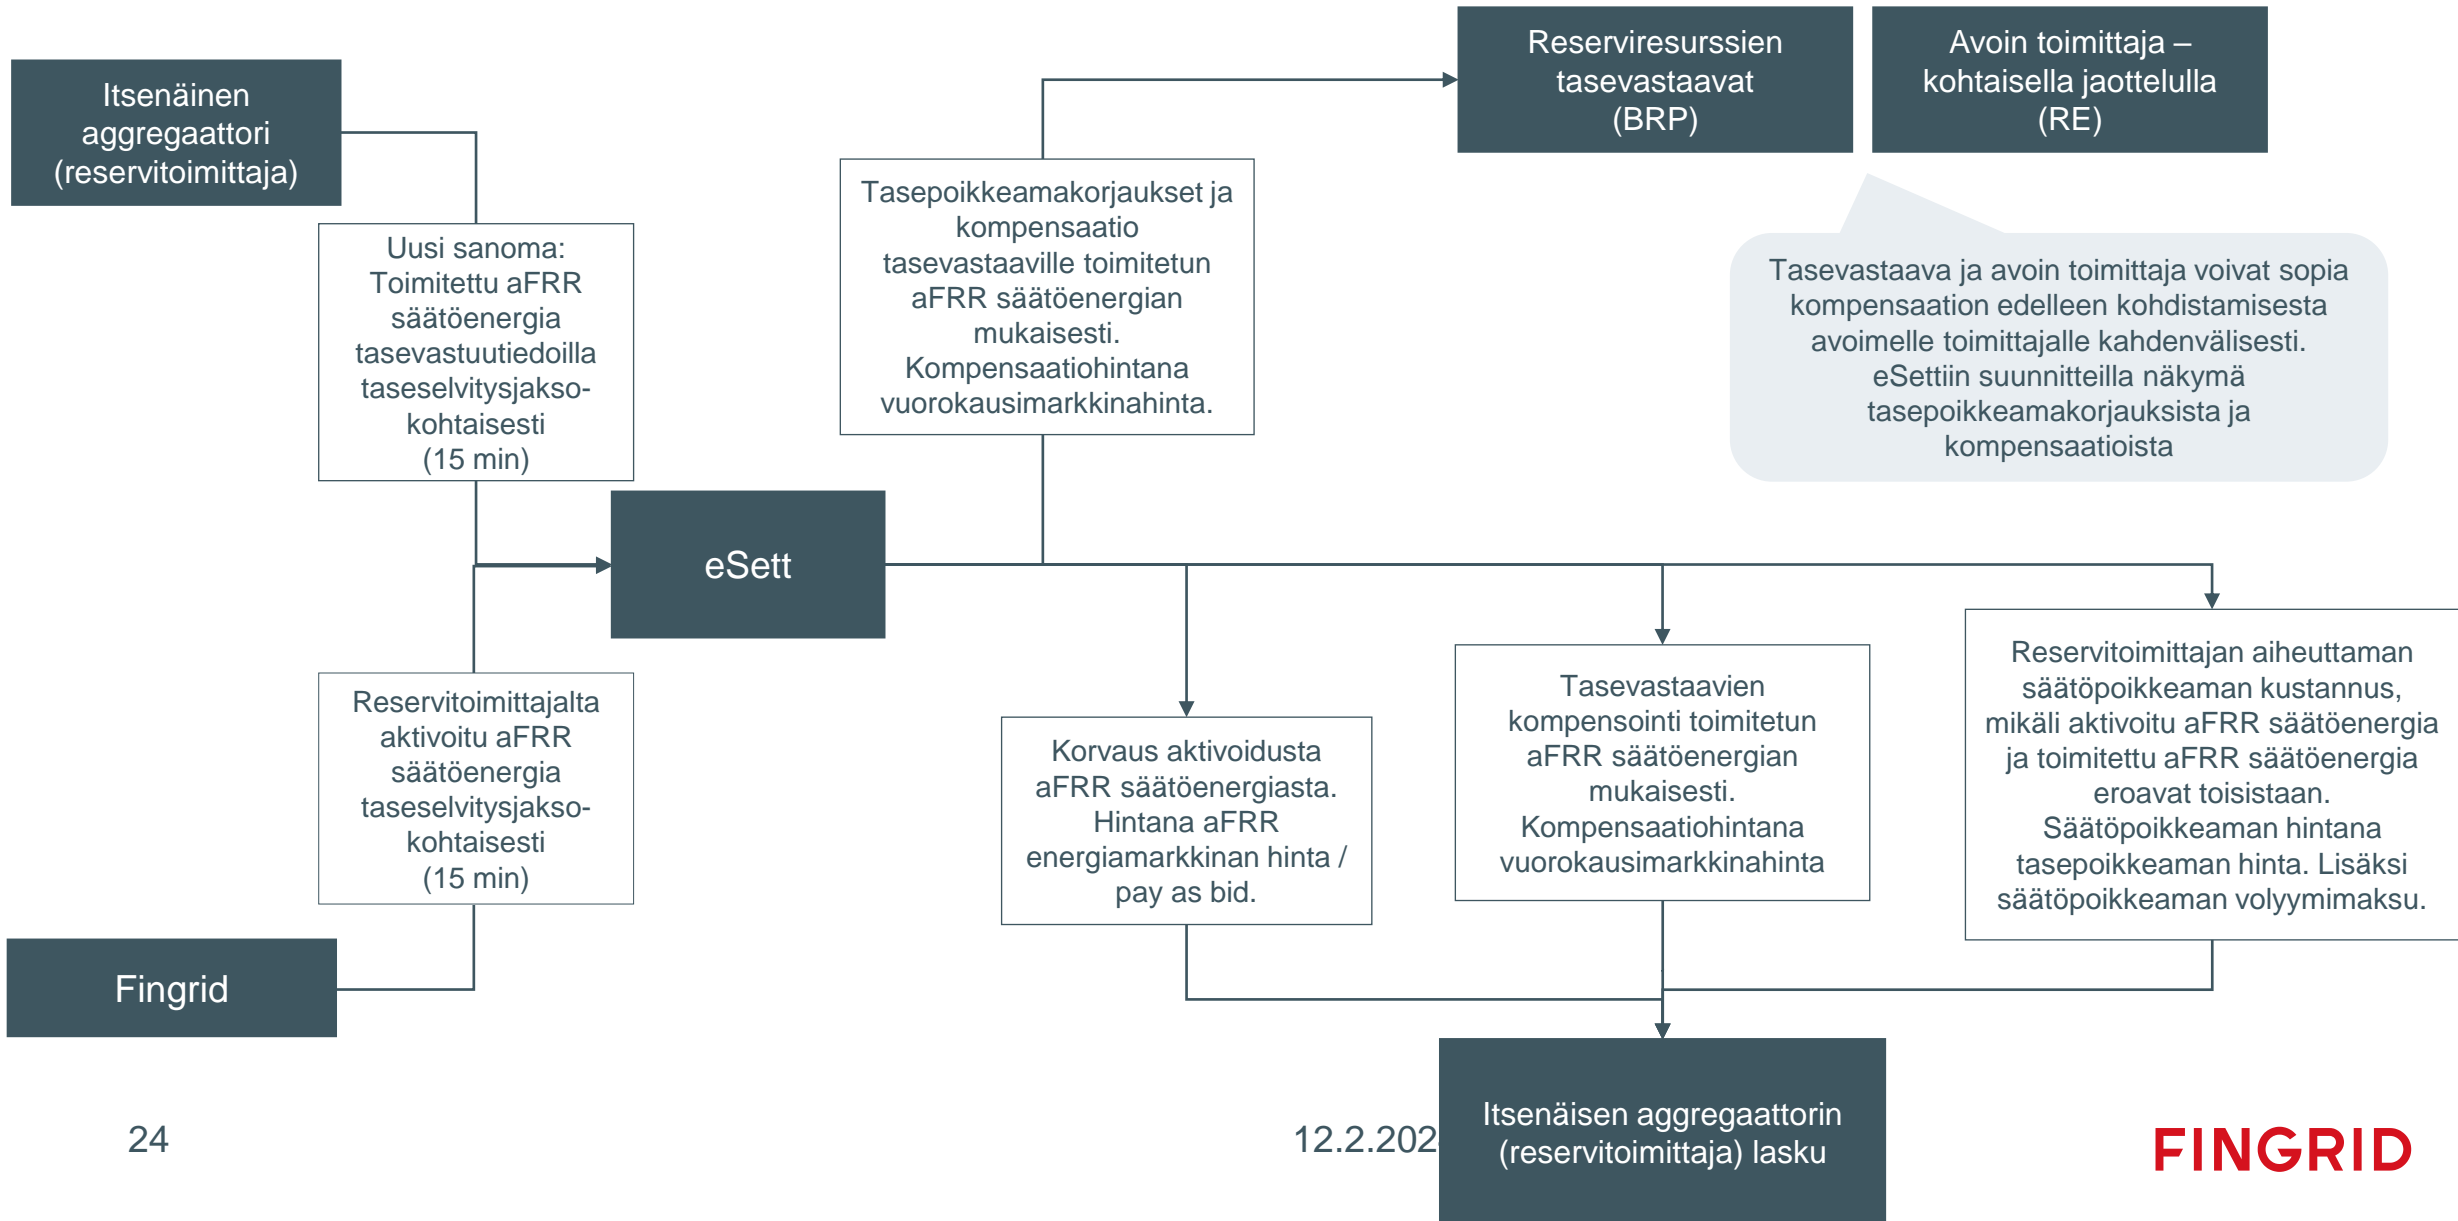 Itsenäinen
aggregaattori
(reservitoimittaja)
Uusi sanoma:
Toimitettu aFRR
säätöenergia
tasevastuutiedoilla
taseselvitysjakso-
kohtaisesti
(15 min)
Reservitoimittajalta
aktivoitu aFRR
säätöenergia
taseselvitysjakso-
kohtaisesti
(15 min)
Fingrid
eSett
Tasepoikkeamakorjaukset ja
kompensaatio
tasevastaaville toimitetun
aFRR säätöenergian
mukaisesti.
Kompensaatiohintana
vuorokausimarkkinahinta.
Reserviresurssien
tasevastaavat
(BRP)
Avoin toimittaja –
kohtaisella jaottelulla
(RE)
Tasevastaava ja avoin toimittaja voivat sopia
kompensaation edelleen kohdistamisesta
avoimelle toimittajalle kahdenvälisesti.
eSettiin suunnitteilla näkymä
tasepoikkeamakorjauksista ja
kompensaatioista
Korvaus aktivoidusta
aFRR säätöenergiasta.
Hintana aFRR
energiamarkkinan hinta /
pay as bid.
Tasevastaavien
kompensointi toimitetun
aFRR säätöenergian
mukaisesti.
Kompensaatiohintana
vuorokausimarkkinahinta
Reservitoimittajan aiheuttaman
säätöpoikkeaman kustannus,
mikäli aktivoitu aFRR säätöenergia
ja toimitettu aFRR säätöenergia
eroavat toisistaan.
Säätöpoikkeaman hintana
tasepoikkeaman hinta. Lisäksi
säätöpoikkeaman volyymimaksu.
Itsenäisen aggregaattorin
(reservitoimittaja) lasku
24
12.2.202
FINGRID